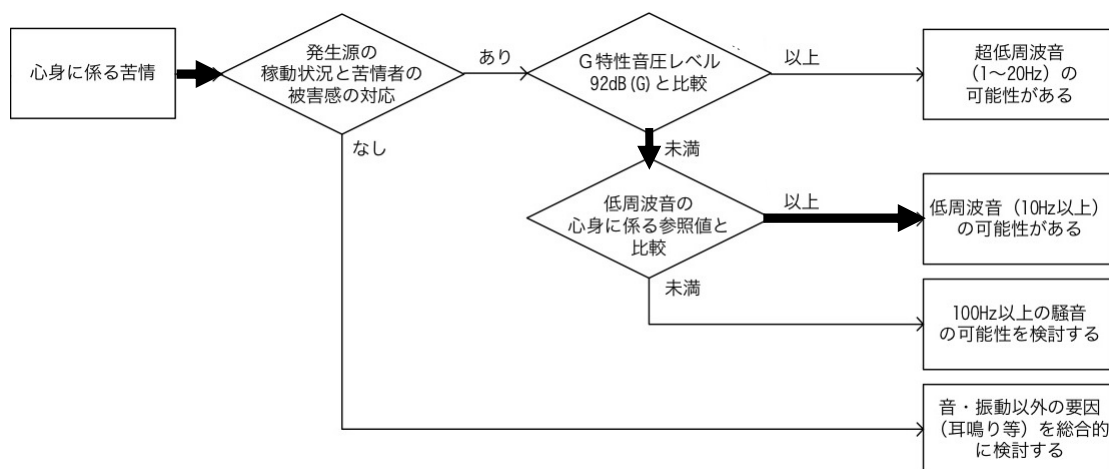 心身に係る苦情
発生源の
稼動状況と苦情者の
被害感の対応
あり
なし
G特性音圧レベル
92dB(G)と比較
以上
未満
超低周波音
（1～20Hz）の
可能性がある
低周波音の
心身に係る参照値と
比較
以上
未満
低周波音（10Hz以上）
の可能性がある
100Hz以上の騒音
の可能性を検討する
音・振動以外の要因
（耳鳴り等）を総合的
に検討する